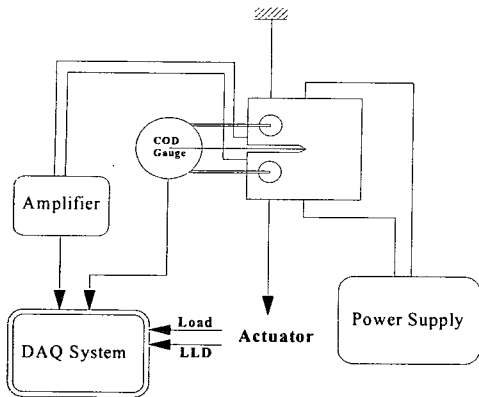 COD
Gauge
Amplifier
Load
LLD
DAQ System
Actuator
Power Supply